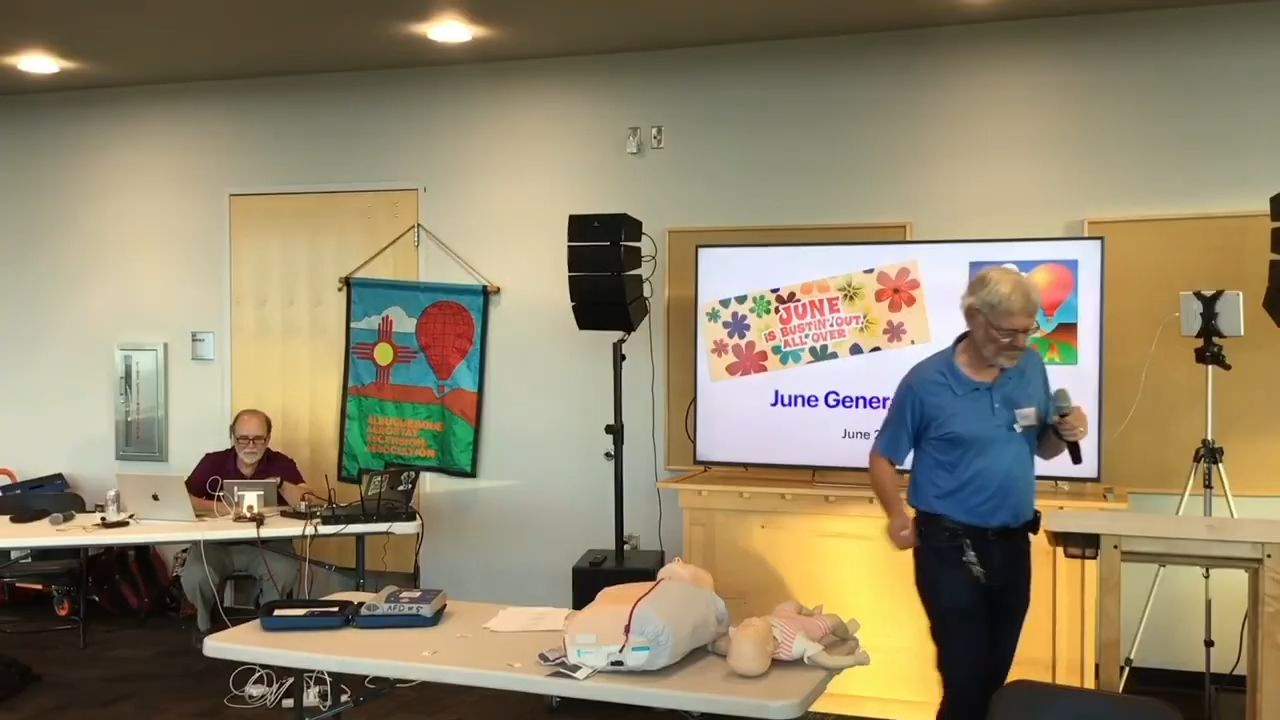 ALBUQUERQUE
AEROSTAT
ASCENSION
ASSOCIATION
JUNE
IS BUSTIN' OUT
ALL OVER
June Genera
June 2
AED #5